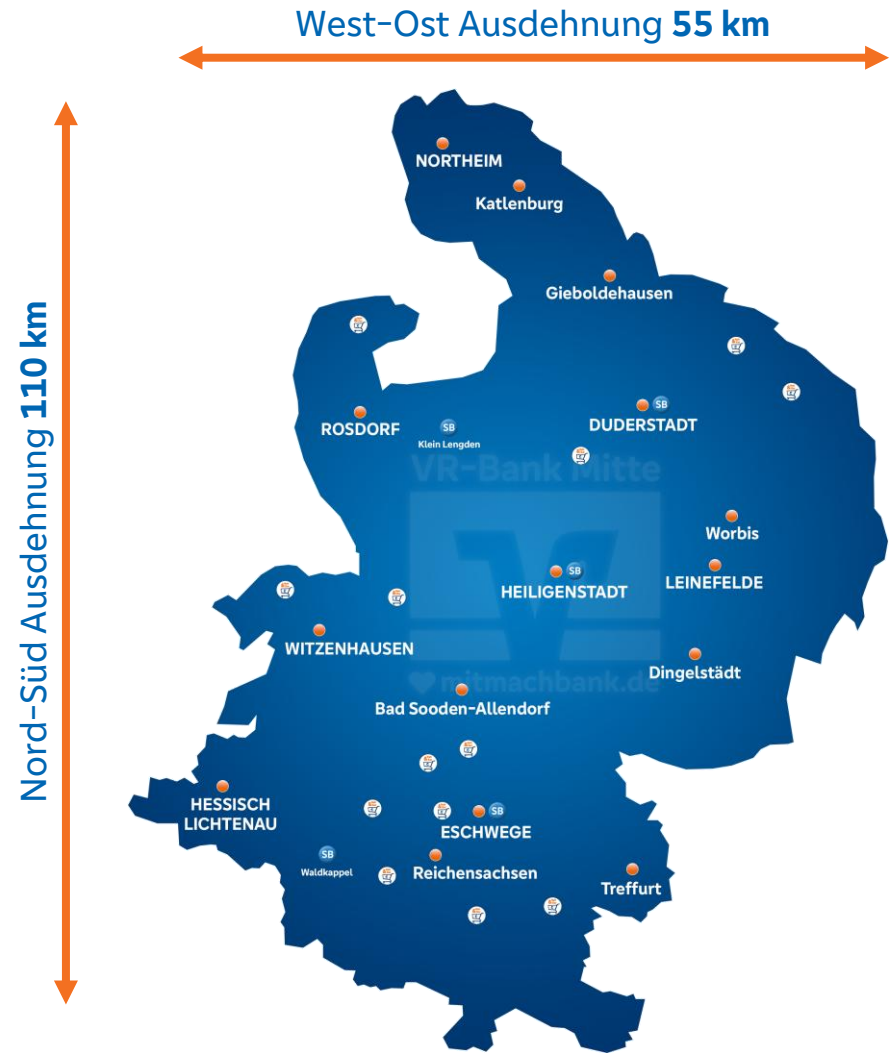 West-Ost Ausdehnung 55 km
Nord-Süd Ausdehnung 110 km
NORTHEIM
Katlenburg
Gieboldehausen
ROSDORF
SB
Klein Lengden
SB
DUDERSTADT
VR-Bank Mitte
Worbis
SB
HEILIGENSTADT
LEINEFELDE
WITZENHAUSEN
Dingelstädt
mitmachbank.de
Bad Sooden-Allendorf
HESSISCH
LICHTENAU
SB
ESCHWEGE
SB
Waldkappel
Reichensachsen
Treffurt